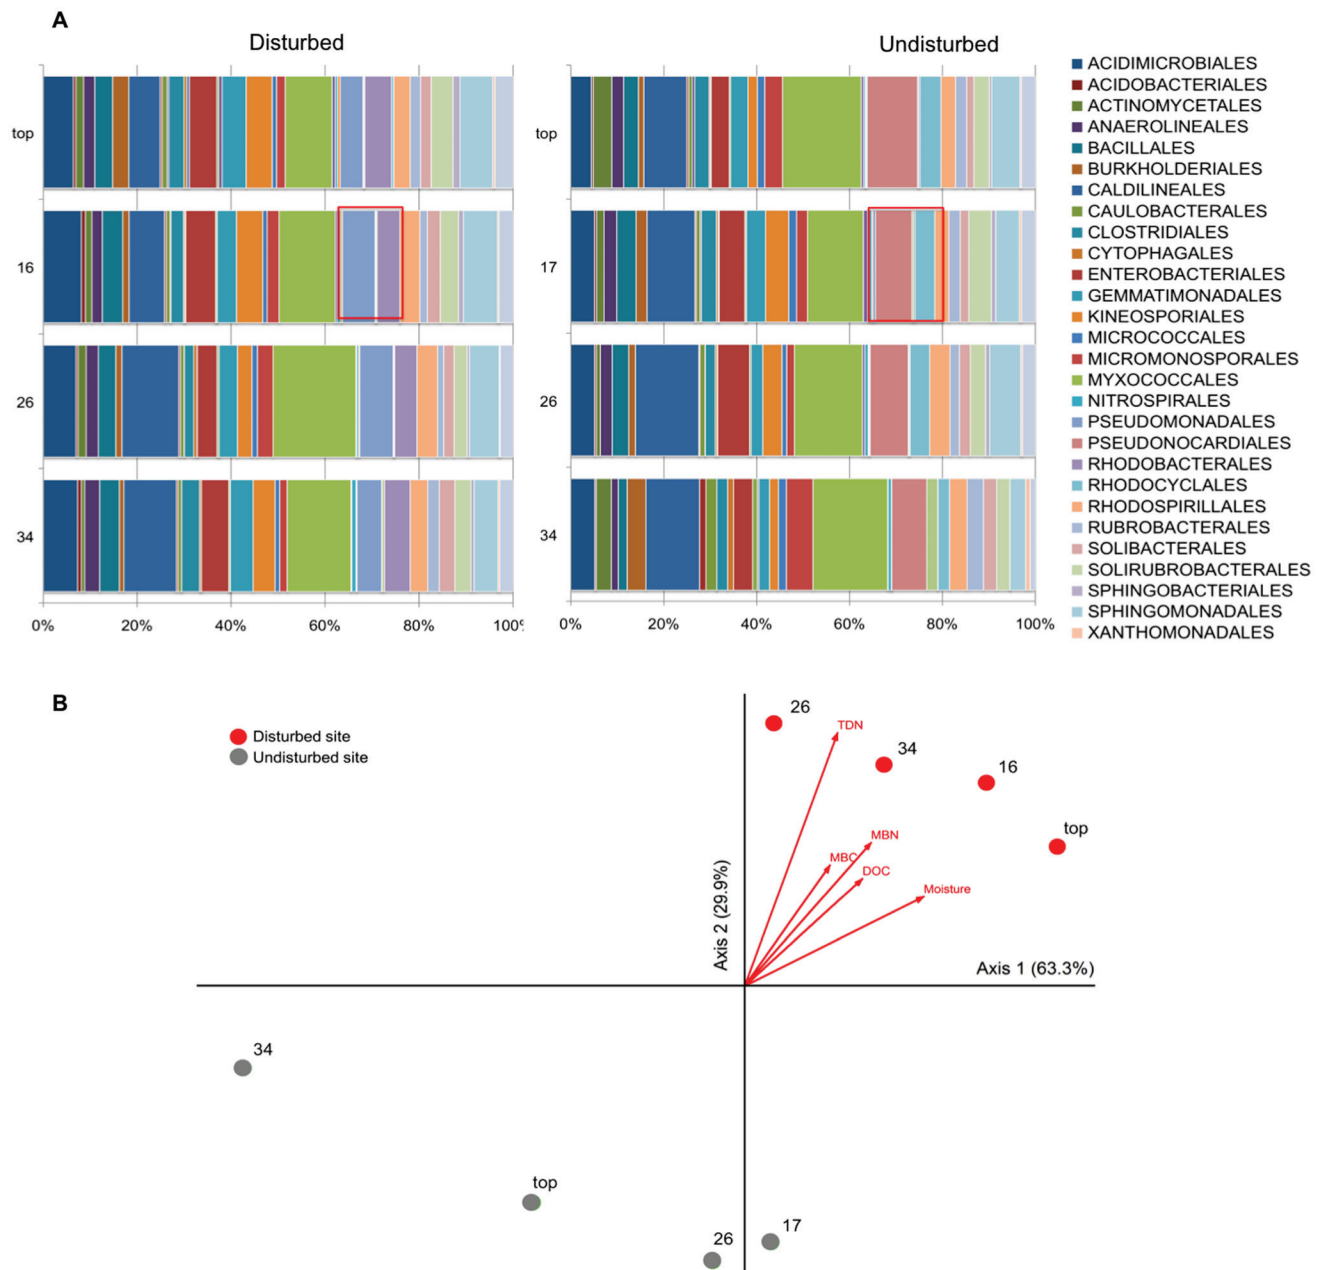 A
Disturbed
Undisturbed
top
16
26
34
0% 20% 40% 60% 80% 100%
top
17
26
34
0% 20% 40% 60% 80% 100%
ACIDIMICROBIALES
ACIDOBACTERIALES
ACTINOMYCETALES
ANAEROLINEALES
BACILLALES
BURKHOLDERIALES
CALDILINEALES
CAULOBACTERALES
CLOSTRIDIALES
CYTOPHAGALES
ENTEROBACTERIALES
GEMMATIMONADALES
KINEOSPORIALES
MICROCOCCALES
MICROMONOSPORALES
MYXOCOCCALES
NITROSPIRALES
PSEUDOMONADALES
PSEUDONOCARDIALES
RHODOBACTERALES
RHODOCYCLALES
RHODOSPIRILLALES
RUBROBACTERALES
SOLIBACTERALES
SOLIRUBROBACTERALES
SPHINGOBACTERIALES
SPHINGOMONADALES
XANTHOMONADALES
B
Disturbed site
Undisturbed site
26
TDN
34
16
top
MBN
MBC
DOC
Moisture
Axis 2 (29.9%)
Axis 1 (63.3%)
34
top
26
17